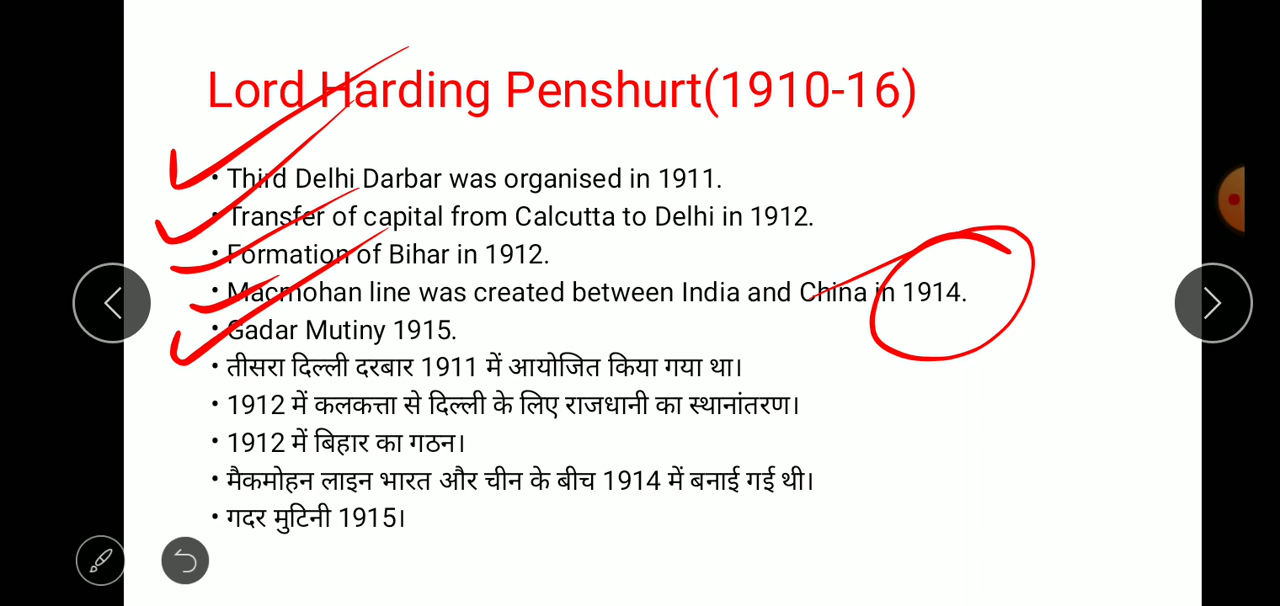 Lord Harding Penshurt(1910-16)
• Third Delhi Darbar was organised in 1911.
• Transfer of capital from Calcutta to Delhi in 1912.
• Formation of Bihar in 1912.
• Macmohan line was created between India and China in 1914.
• Gadar Mutiny 1915.
• तीसरा दिल्ली दरबार 1911 में आयोजित किया गया था।
• 1912 में कलकत्ता से दिल्ली के लिए राजधानी का स्थानांतरण।
• 1912 में बिहार का गठन।
• मैकमोहन लाइन भारत और चीन के बीच 1914 में बनाई गई थी।
• गदर मुटिनी 1915।